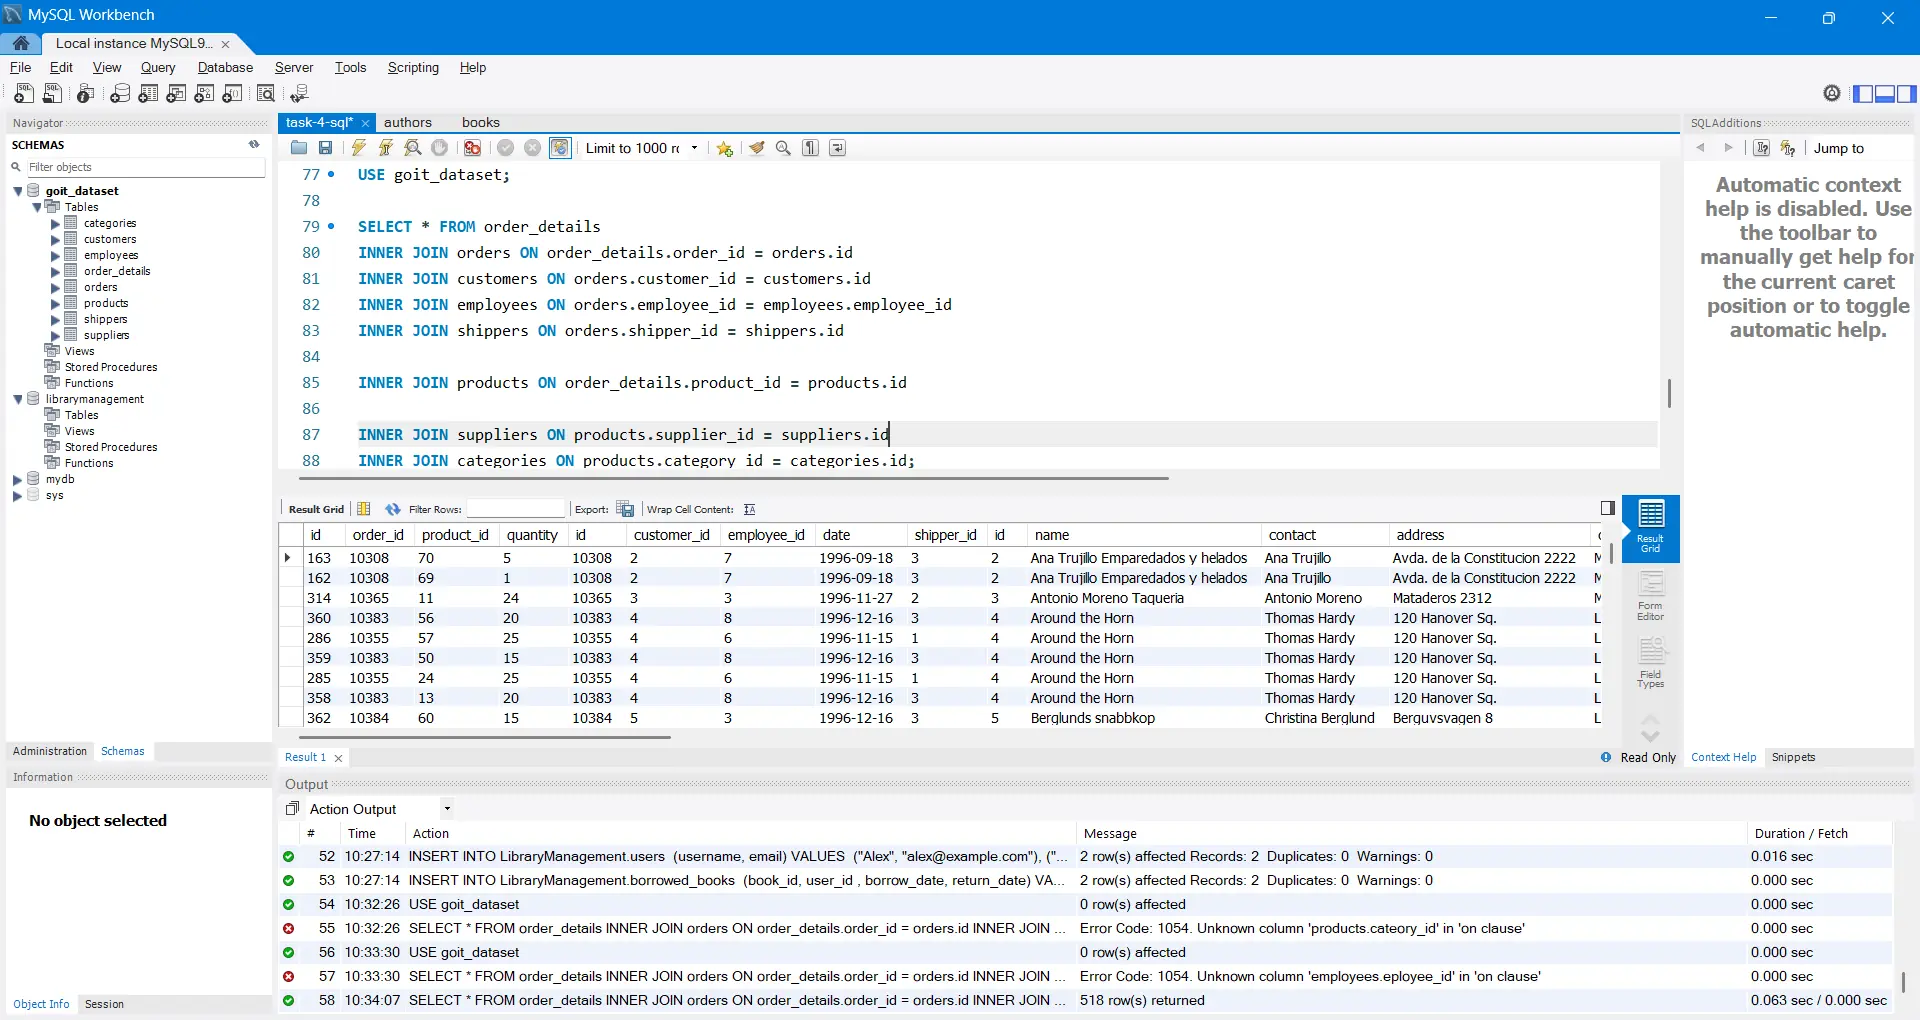 MySQL Workbench
Local instance MySQL9...
File Edit View Query Database Server Tools Scripting Help
Navigator
SCHEMAS
Filter objects
goit_dataset
Tables
categories
customers
employees
order_details
orders
products
shippers
suppliers
Views
Stored Procedures
Functions
librarymanagement
Tables
Views
Stored Procedures
Functions
mydb
sys
Administration Schemas
Information
No object selected
Object Info Session
task-4-sql* authors books
Limit to 1000 rc
77 USE goit_dataset;
78
79 SELECT * FROM order_details
80 INNER JOIN orders ON order_details.order_id = orders.id
81 INNER JOIN customers ON orders.customer_id = customers.id
82 INNER JOIN employees ON orders.employee_id = employees.employee_id
83 INNER JOIN shippers ON orders.shipper_id = shippers.id
84
85 INNER JOIN products ON order_details.product_id = products.id
86
87 INNER JOIN suppliers ON products.supplier_id = suppliers.id
88 INNER JOIN categories ON products.category_id = categories.id;
Result Grid Filter Rows: Export: Wrap Cell Content:
id order_id product_id quantity id customer_id employee_id date shipper_id id name contact address
163 10308 70 5 10308 2 7 1996-09-18 3 2 Ana Trujillo Emparedados y helados Ana Trujillo Avda. de la Constitucion 2222
162 10308 69 1 10308 2 7 1996-09-18 3 2 Ana Trujillo Emparedados y helados Ana Trujillo Avda. de la Constitucion 2222
314 10365 11 24 10365 3 3 1996-11-27 2 3 Antonio Moreno Taqueria Antonio Moreno Mataderos 2312
360 10383 56 20 10383 4 8 1996-12-16 3 4 Around the Horn Thomas Hardy 120 Hanover Sq. L
286 10355 57 25 10355 4 6 1996-11-15 1 4 Around the Horn Thomas Hardy 120 Hanover Sq. L
359 10383 50 15 10383 4 8 1996-12-16 3 4 Around the Horn Thomas Hardy 120 Hanover Sq. L
285 10355 24 25 10355 4 6 1996-11-15 1 4 Around the Horn Thomas Hardy 120 Hanover Sq. L
358 10383 13 20 10383 4 8 1996-12-16 3 4 Around the Horn Thomas Hardy 120 Hanover Sq. L
362 10384 60 15 10384 5 3 1996-12-16 3 5 Berglunds snabbkop Christina Berglund Berguvsvagen 8 L
Result Grid
Form Editor
Field Types
Result 1 Read Only
Output
Action Output
# Time Action Message Duration / Fetch
52 10:27:14 INSERT INTO LibraryManagement.users (username, email) VALUES ("Alex", "alex@example.com"), ("... 2 row(s) affected Records: 2 Duplicates: 0 Warnings: 0 0.016 sec
53 10:27:14 INSERT INTO LibraryManagement.borrowed_books (book_id, user_id , borrow_date, return_date) VA... 2 row(s) affected Records: 2 Duplicates: 0 Warnings: 0 0.000 sec
54 10:32:26 USE goit_dataset 0 row(s) affected 0.000 sec
55 10:32:26 SELECT * FROM order_details INNER JOIN orders ON order_details.order_id = orders.id INNER JOIN ... Error Code: 1054. Unknown column 'products.cateory_id' in 'on clause' 0.000 sec
56 10:33:30 USE goit_dataset 0 row(s) affected 0.000 sec
57 10:33:30 SELECT * FROM order_details INNER JOIN orders ON order_details.order_id = orders.id INNER JOIN ... Error Code: 1054. Unknown column 'employees.eployee_id' in 'on clause' 0.000 sec
58 10:34:07 SELECT * FROM order_details INNER JOIN orders ON order_details.order_id = orders.id INNER JOIN ... 518 row(s) returned 0.063 sec / 0.000 sec
SQLAdditions
Jump to
Automatic context
help is disabled. Use
the toolbar to
manually get help for
the current caret
position or to toggle
automatic help.
Context Help Snippets